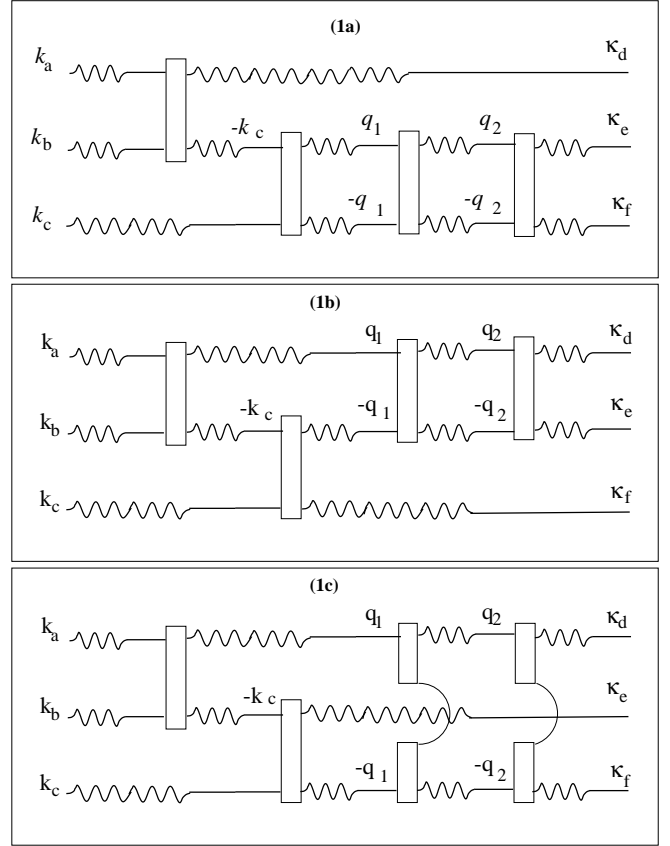 (1a)
k_a κ_d
k_b -k_c q_1 q_2 κ_e
k_c -q_1 -q_2 κ_f
(1b)
k_a q_1 q_2 κ_d
k_b -k_c -q_1 -q_2 κ_e
k_c κ_f
(1c)
k_a q_1 q_2 κ_d
k_b -k_c κ_e
k_c -q_1 -q_2 κ_f